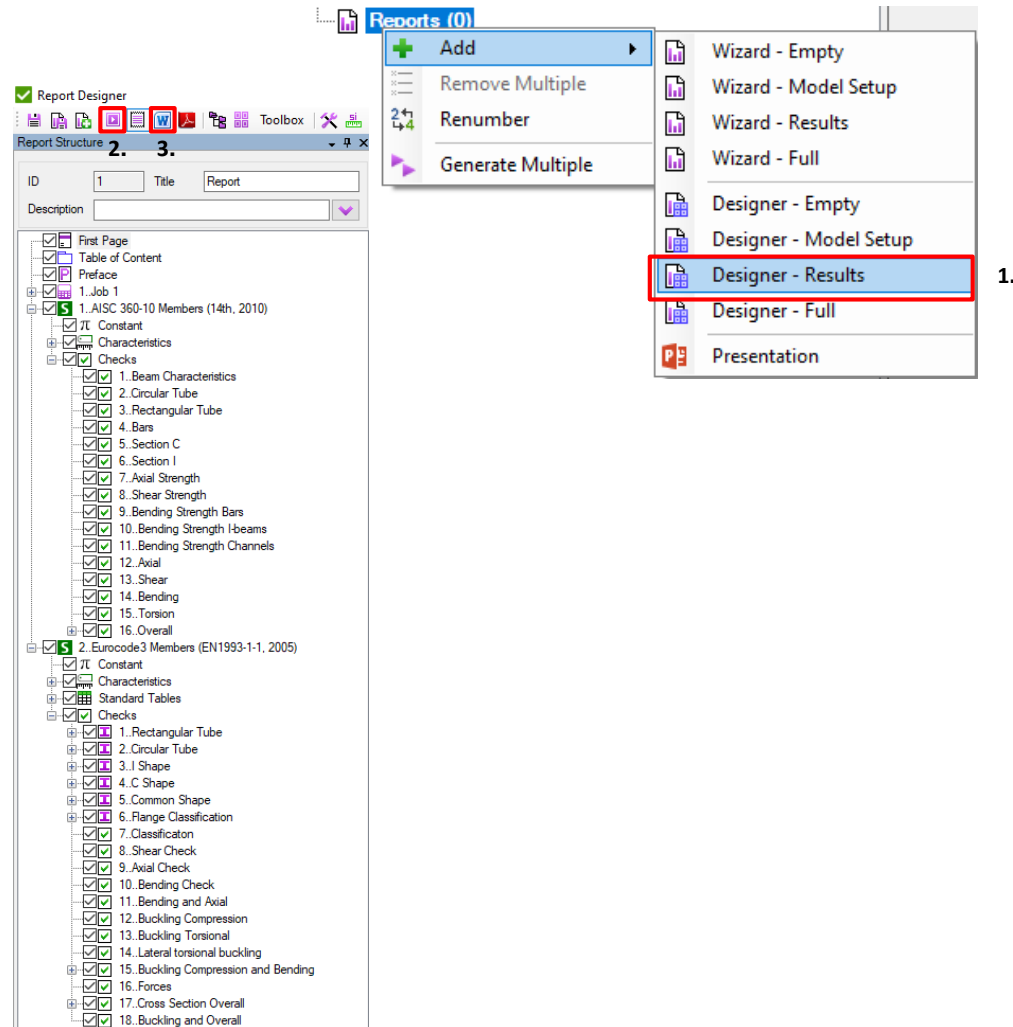 Reports (0)
Add
Remove Multiple
Renumber
Generate Multiple
Wizard - Empty
Wizard - Model Setup
Wizard - Results
Wizard - Full
Designer - Empty
Designer - Model Setup
Designer - Results
Designer - Full
Presentation
1.
Report Designer
Toolbox
Report Structure
2.
3.
ID 1 Title Report
Description
First Page
Table of Content
Preface
1..Job 1
1..AISC 360-10 Members (14th, 2010)
Constant
Characteristics
Checks
1..Beam Characteristics
2..Circular Tube
3..Rectangular Tube
4..Bars
5..Section C
6..Section I
7..Axial Strength
8..Shear Strength
9..Bending Strength Bars
10..Bending Strength I-beams
11..Bending Strength Channels
12..Axial
13..Shear
14..Bending
15..Torsion
16..Overall
2..Eurocode3 Members (EN1993-1-1, 2005)
Constant
Characteristics
Standard Tables
Checks
1..Rectangular Tube
2..Circular Tube
3..I Shape
4..C Shape
5..Common Shape
6..Flange Classification
7..Classificaton
8..Shear Check
9..Axial Check
10..Bending Check
11..Bending and Axial
12..Buckling Compression
13..Buckling Torsional
14..Lateral torsional buckling
15..Buckling Compression and Bending
16..Forces
17..Cross Section Overall
18..Buckling and Overall